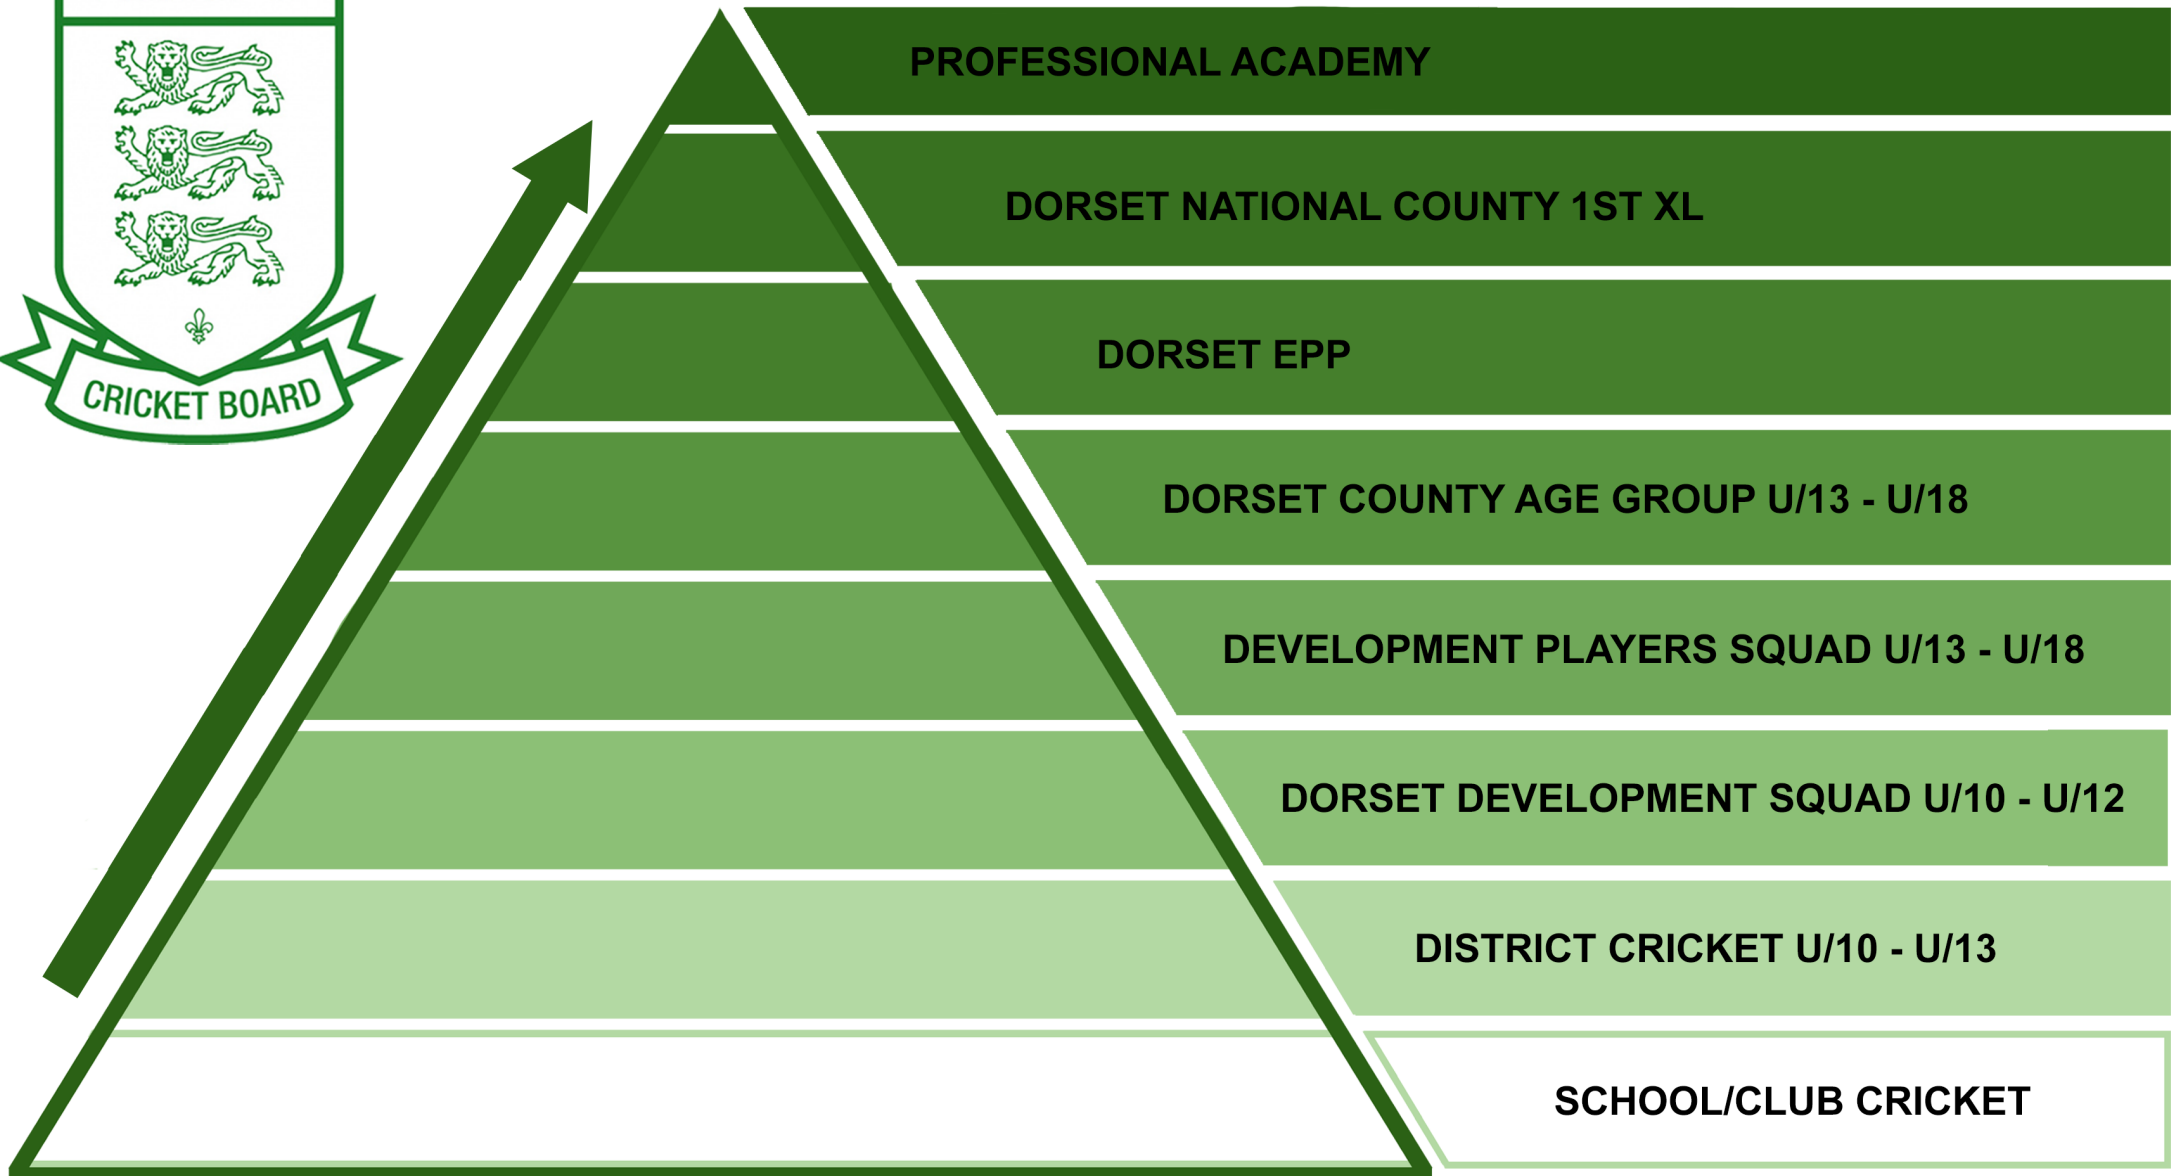 PROFESSIONAL ACADEMY
DORSET NATIONAL COUNTY 1ST XL
CRICKET BOARD
DORSET EPP
DORSET COUNTY AGE GROUP U/13 - U/18
DEVELOPMENT PLAYERS SQUAD U/13 - U/18
DORSET DEVELOPMENT SQUAD U/10 - U/12
DISTRICT CRICKET U/10 - U/13
SCHOOL/CLUB CRICKET